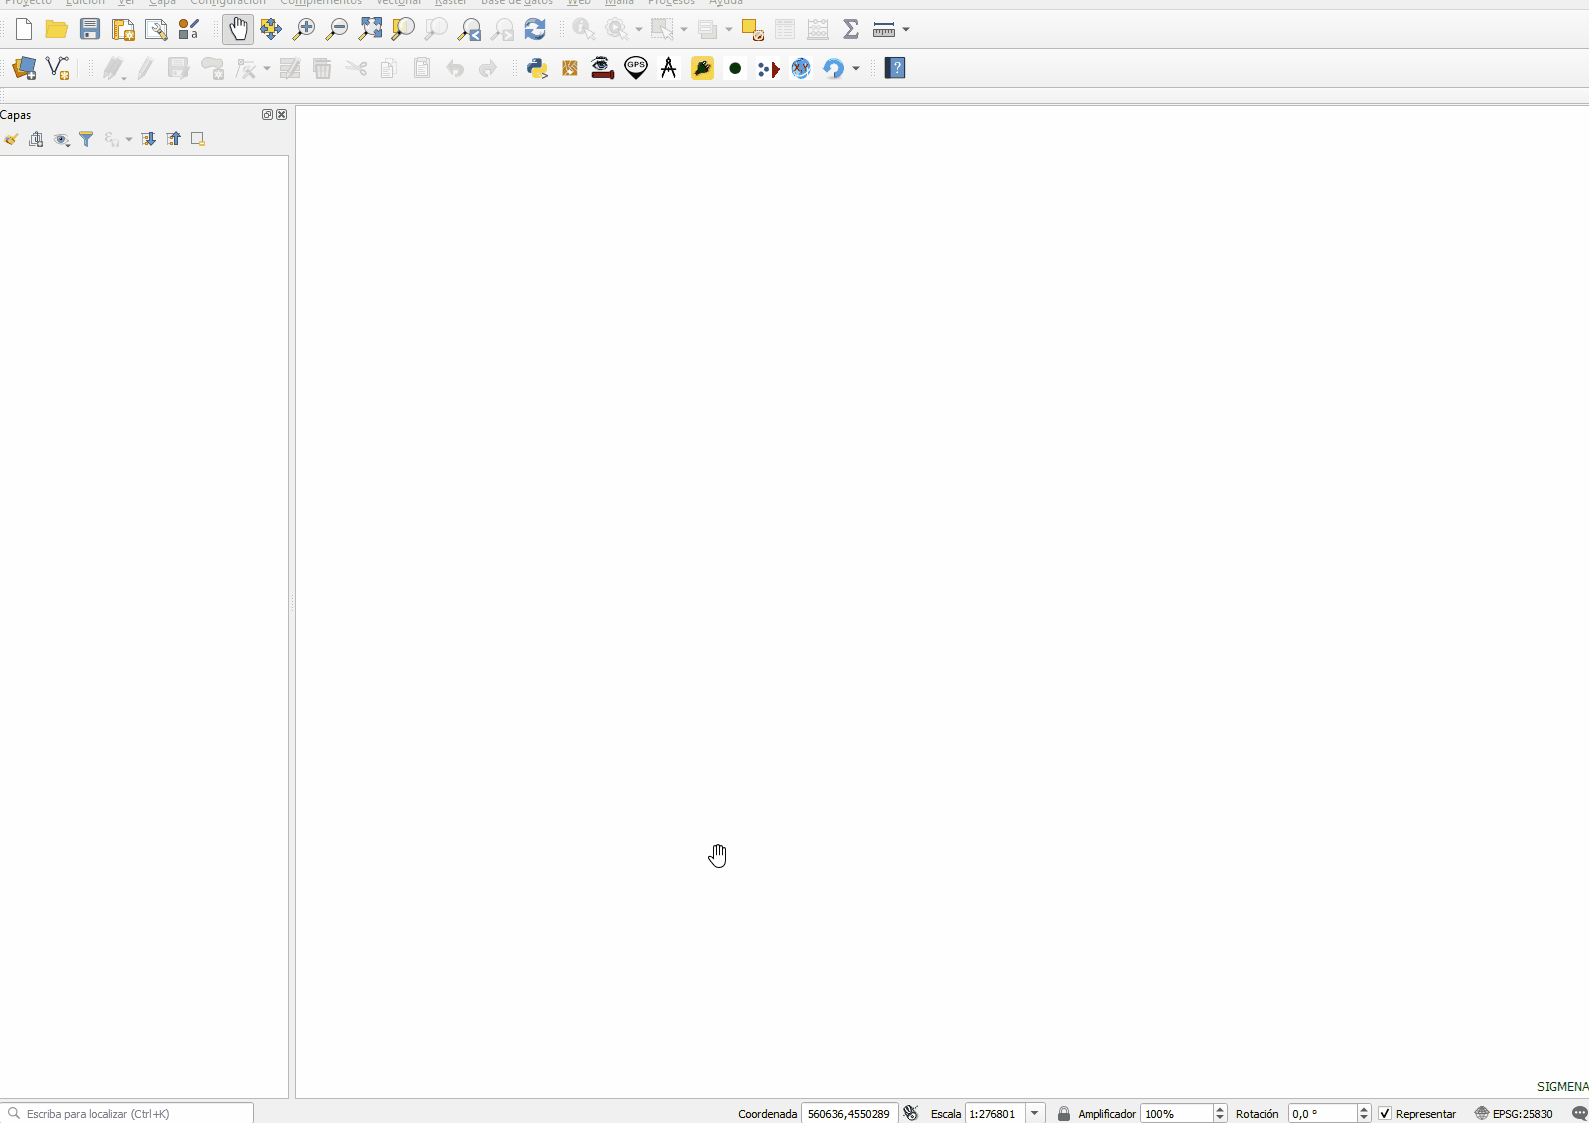 Proyecto Edición Ver Capa Configuración Complementos Vectorial Ráster Base de datos Web Malla Procesos Ayuda
a
GPS
X,Y
?
Capas
SIGMENA
Escriba para localizar (Ctrl+K) Coordenada 560636,4550289 Escala 1:276801 Amplificador 100% Rotación 0,0 ° Representar EPSG:25830